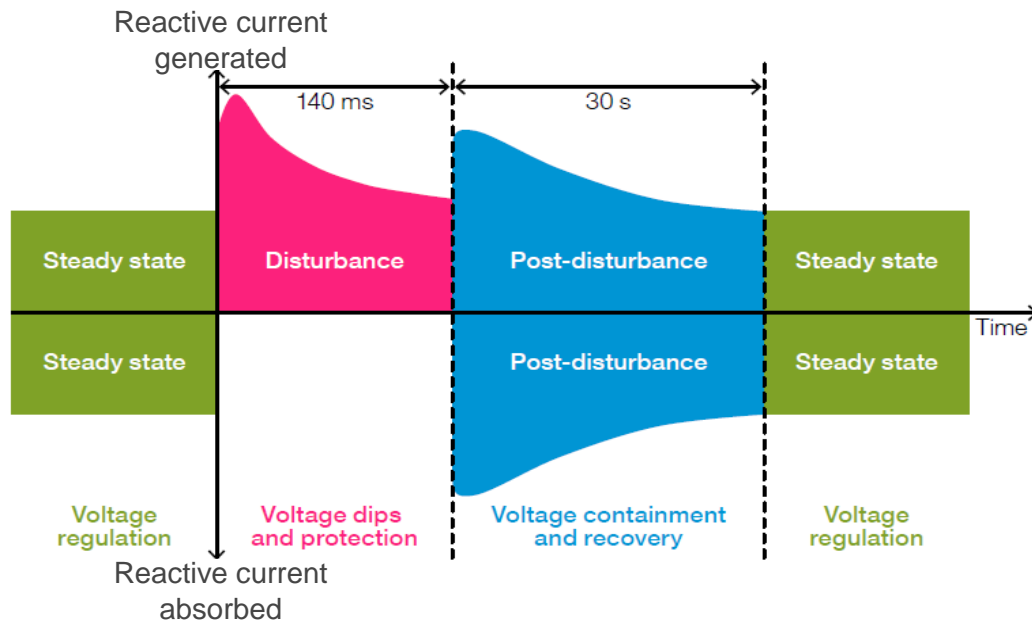 Reactive current
generated
140 ms
30 s
Steady state
Disturbance
Post-disturbance
Steady state
Time
Steady state
Post-disturbance
Steady state
Voltage
regulation
Voltage dips
and protection
Voltage containment
and recovery
Voltage
regulation
Reactive current
absorbed